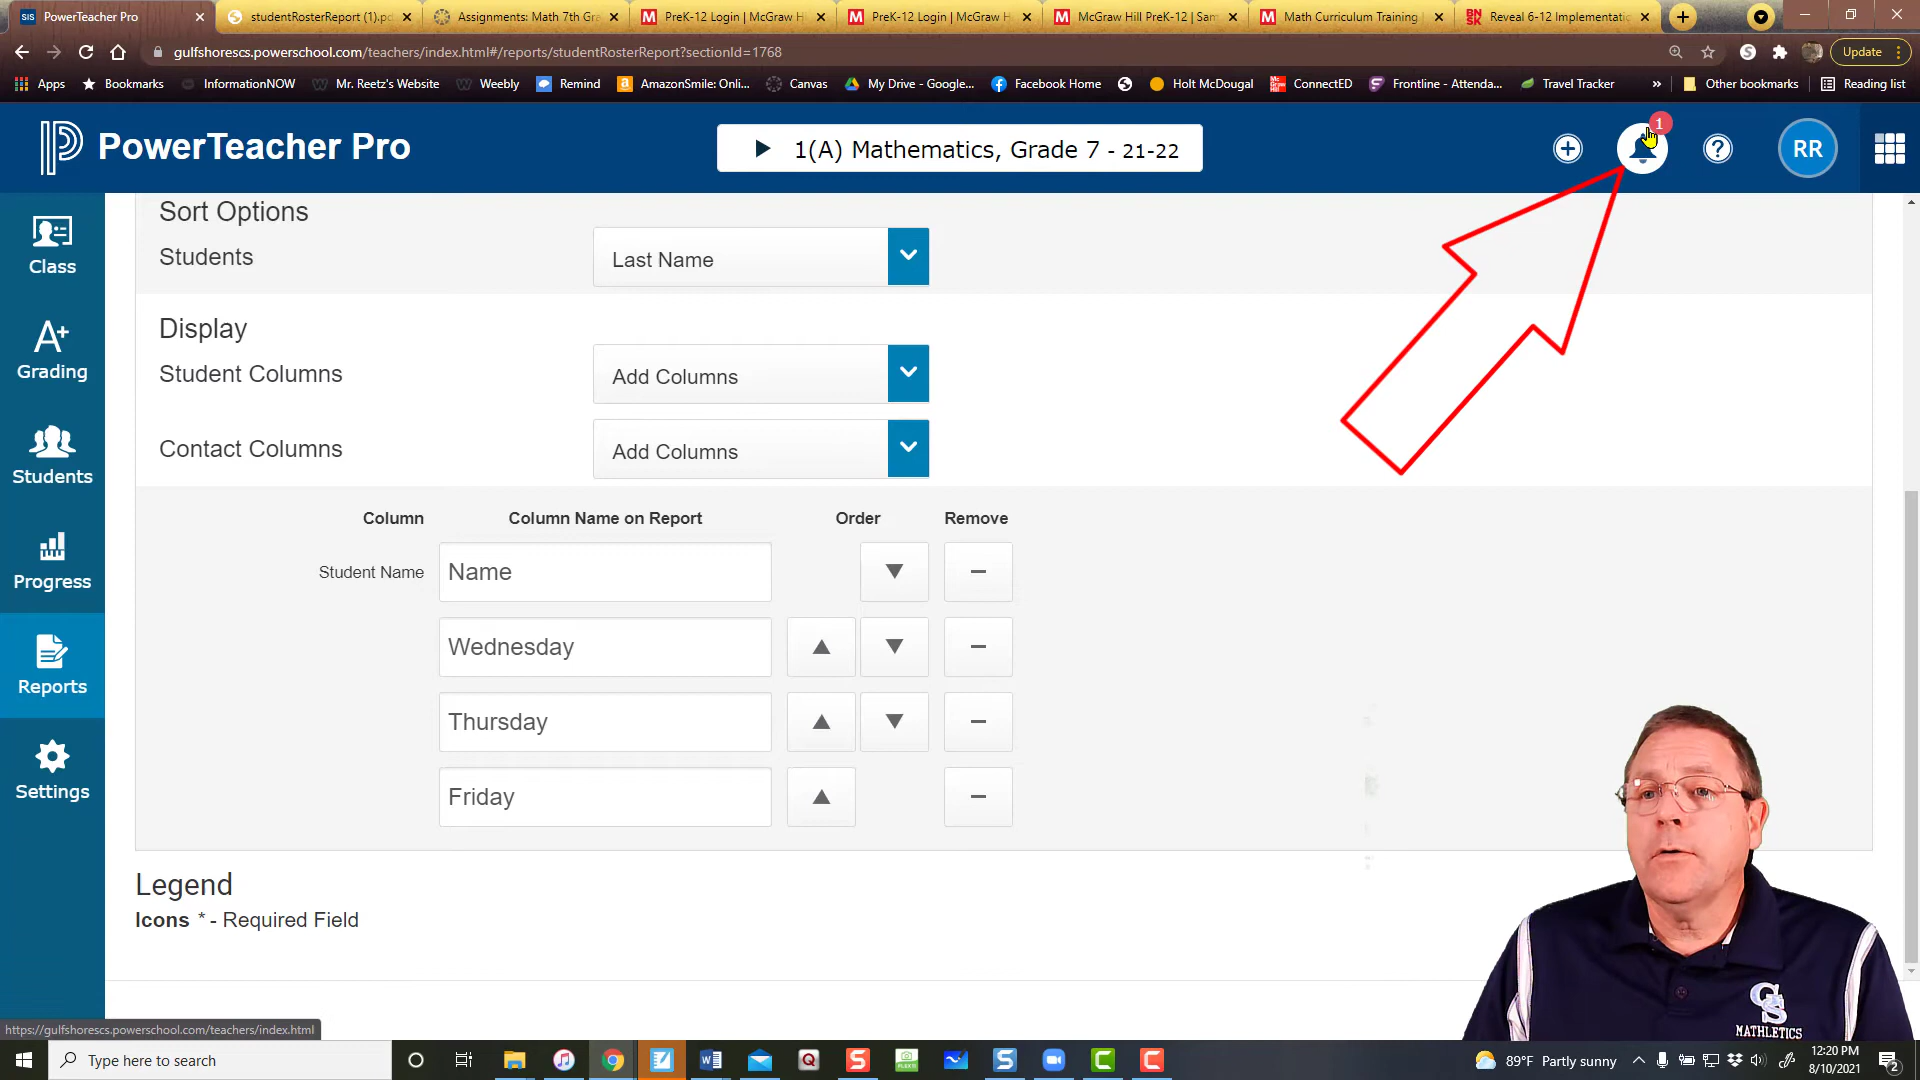 PowerTeacher Pro
studentRosterReport (1).pd
Assignments: Math 7th Gra
PreK-12 Login | McGraw H
PreK-12 Login | McGraw H
McGraw Hill PreK-12 | Sam
Math Curriculum Training
Reveal 6-12 Implementatio
gulfshorescs.powerschool.com/teachers/index.html#/reports/studentRosterReport?sectionId=1768
Update
Apps
Bookmarks
InformationNOW
Mr. Reetz's Website
Weebly
Remind
AmazonSmile: Onli...
Canvas
My Drive - Google...
Facebook Home
Holt McDougal
ConnectED
Frontline - Attenda...
Travel Tracker
»
Other bookmarks
Reading list
PowerTeacher Pro
1(A) Mathematics, Grade 7 - 21-22
1
RR
Class
Grading
Students
Progress
Reports
Settings
Sort Options
Students
Last Name
Display
Student Columns
Add Columns
Contact Columns
Add Columns
Column
Column Name on Report
Order
Remove
Student Name
Name
Wednesday
Thursday
Friday
Legend
Icons * - Required Field
GS
MATHLETICS
https://gulfshorescs.powerschool.com/teachers/index.html
Type here to search
89°F Partly sunny
12:20 PM
8/10/2021
2